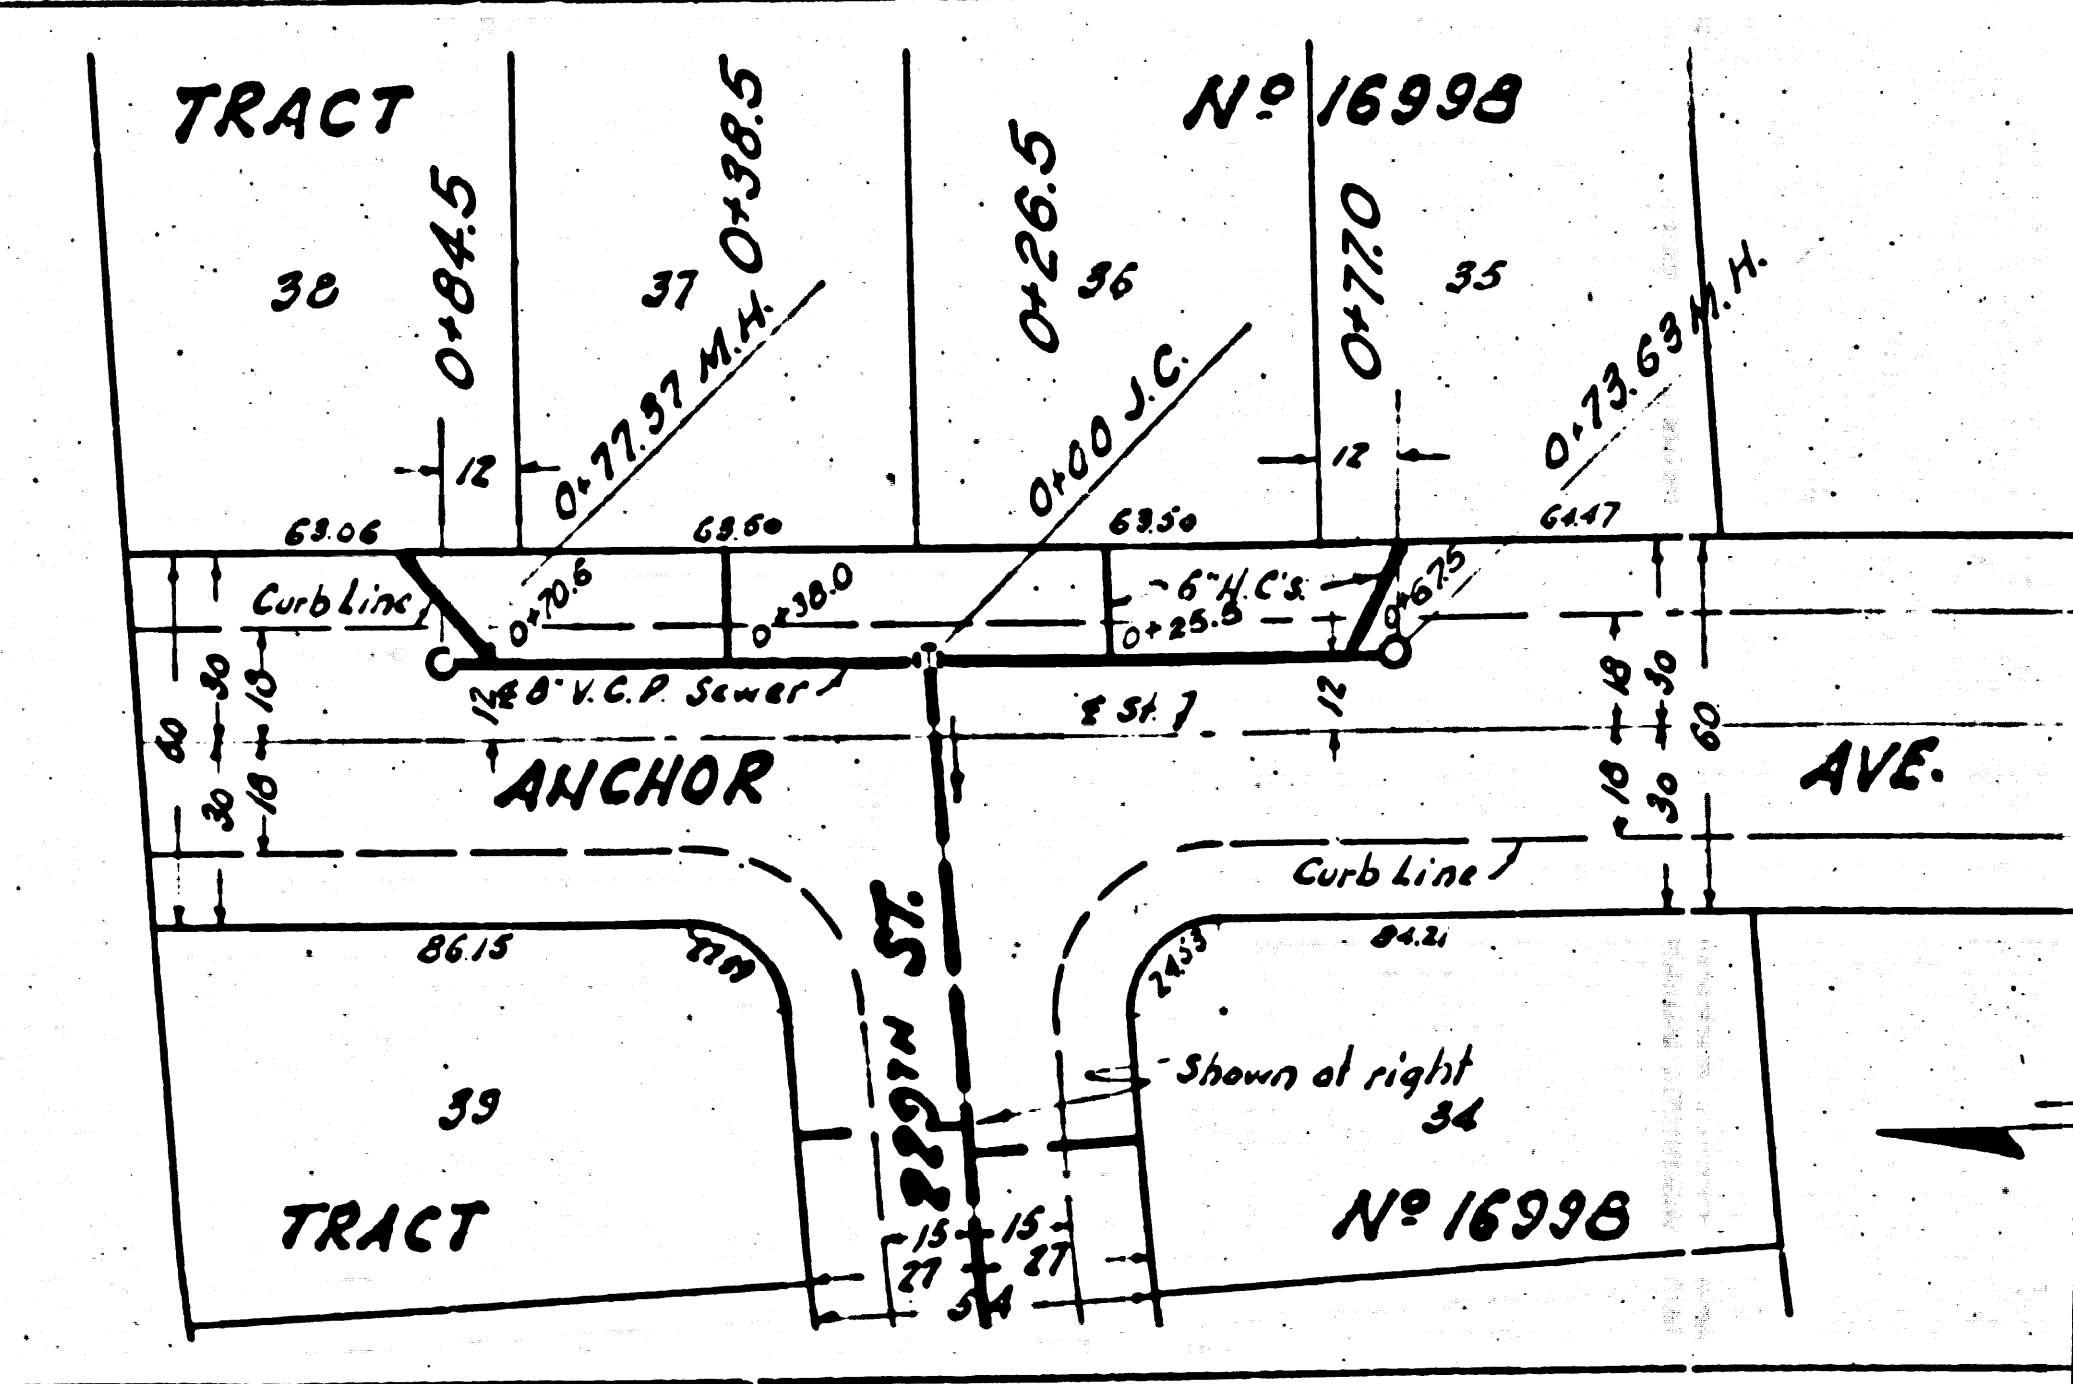 TRACT
Nº 16998
0+84.5
0+38.5
0+26.5
0+77.0
38
37
36
35
0+77.37 M.H.
0+00 J.C.
0+73.63 M.H.
12
12
63.06
63.50
63.50
64.47
Curb Line
0+70.6
0+38.0
6" H.C's.
0+25.5
0+67.5
8" V.C.P. Sewer
℄ St.
12
12
60
30
18
30
18
18
30
60
18
30
ANCHOR
AVE.
Curb Line
86.15
24.53
84.21
ST.
Shown at right
39
34
TRACT
Nº 16998
15
15
27
27
54